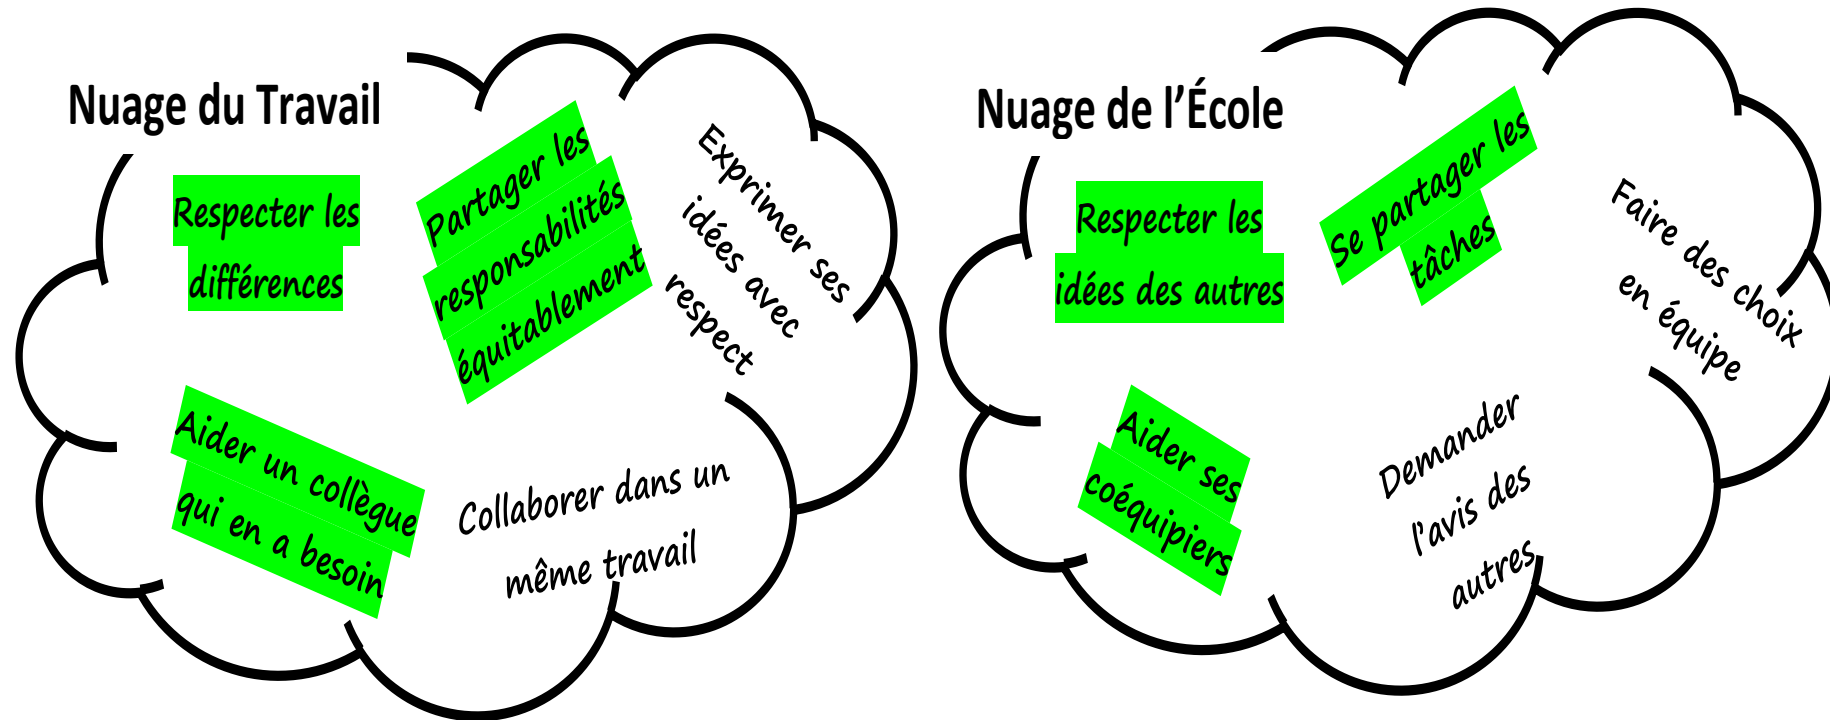 Nuage du Travail
Respecter les
différences
Partager les
responsabilités
équitablement
Exprimer ses
idées avec
respect
Aider un collègue
qui en a besoin
Collaborer dans un
même travail
Nuage de l'École
Respecter les
idées des autres
Se partager les
tâches
Faire des choix
en équipe
Aider ses
coéquipiers
Demander
l'avis des
autres